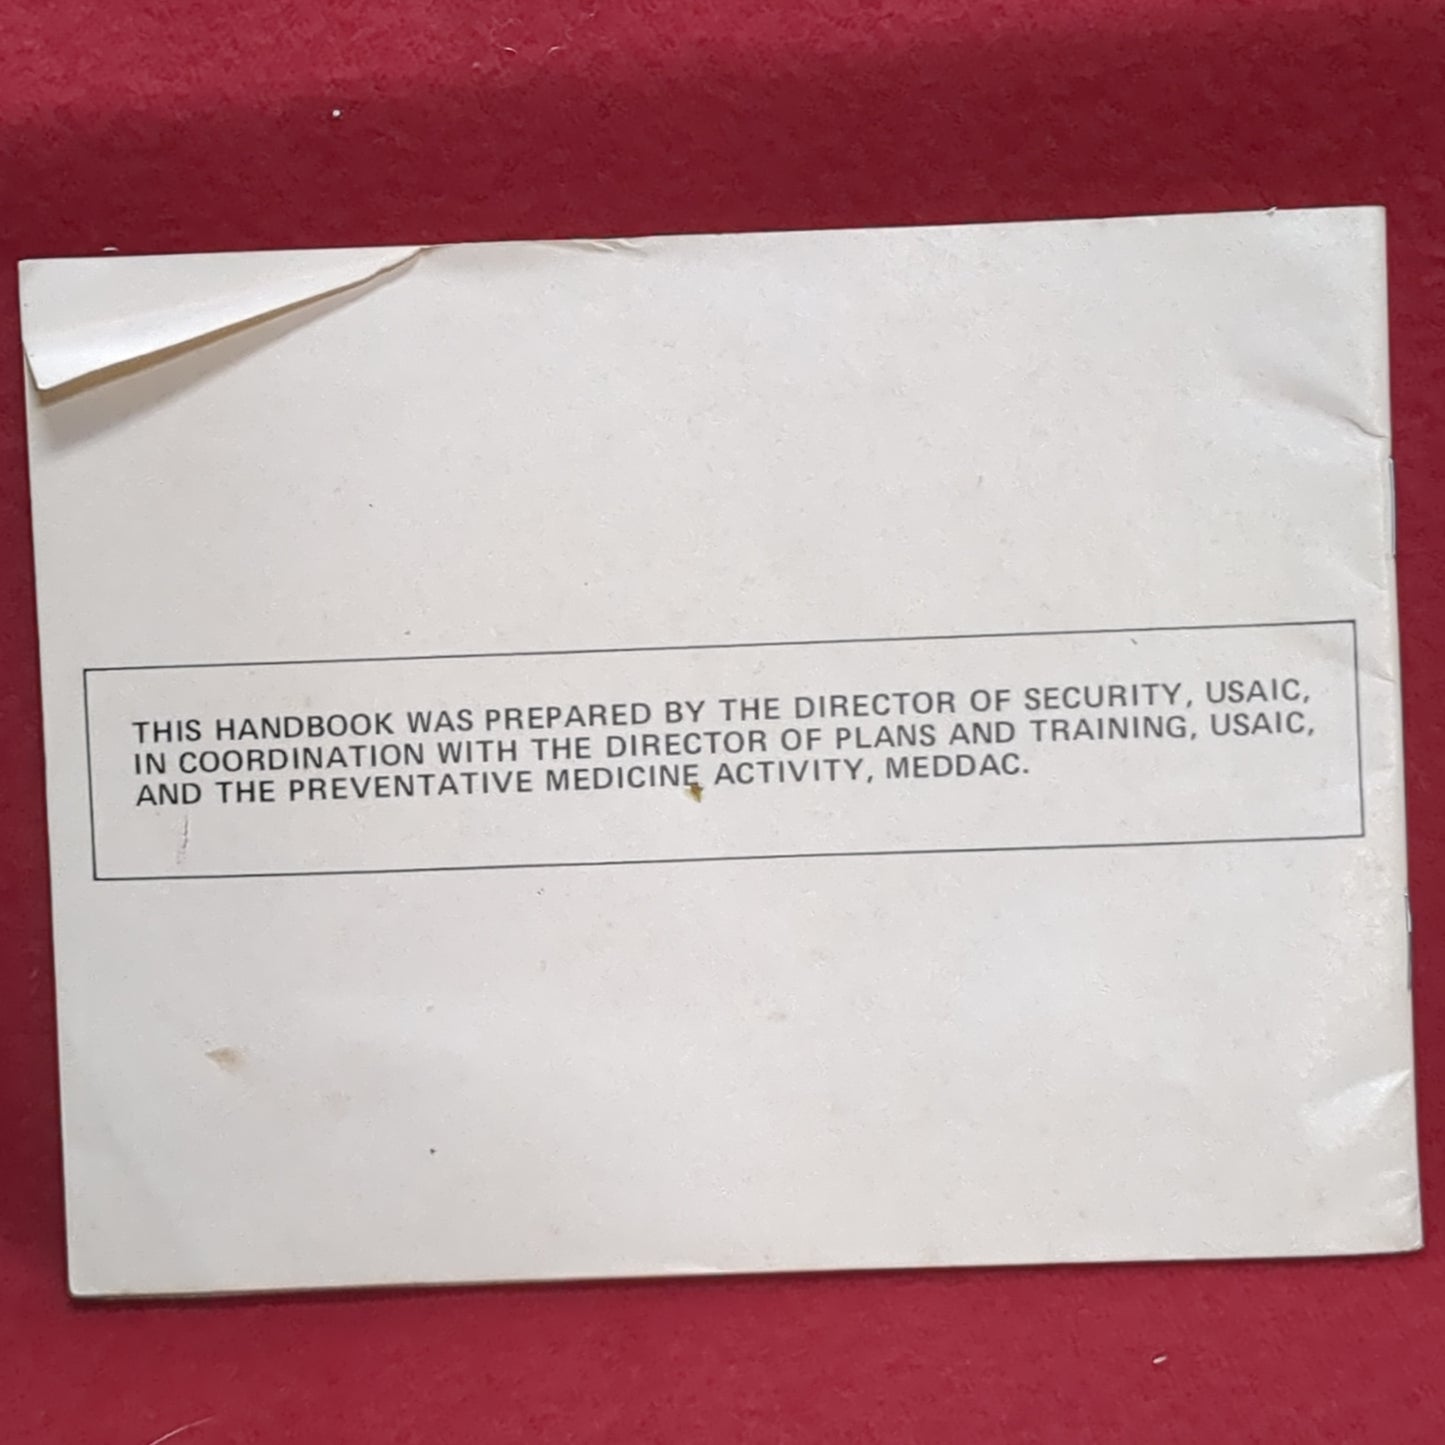 THIS HANDBOOK WAS PREPARED BY THE DIRECTOR OF SECURITY, USAIC,
IN COORDINATION WITH THE DIRECTOR OF PLANS AND TRAINING, USAIC,
AND THE PREVENTATIVE MEDICINE ACTIVITY, MEDDAC.